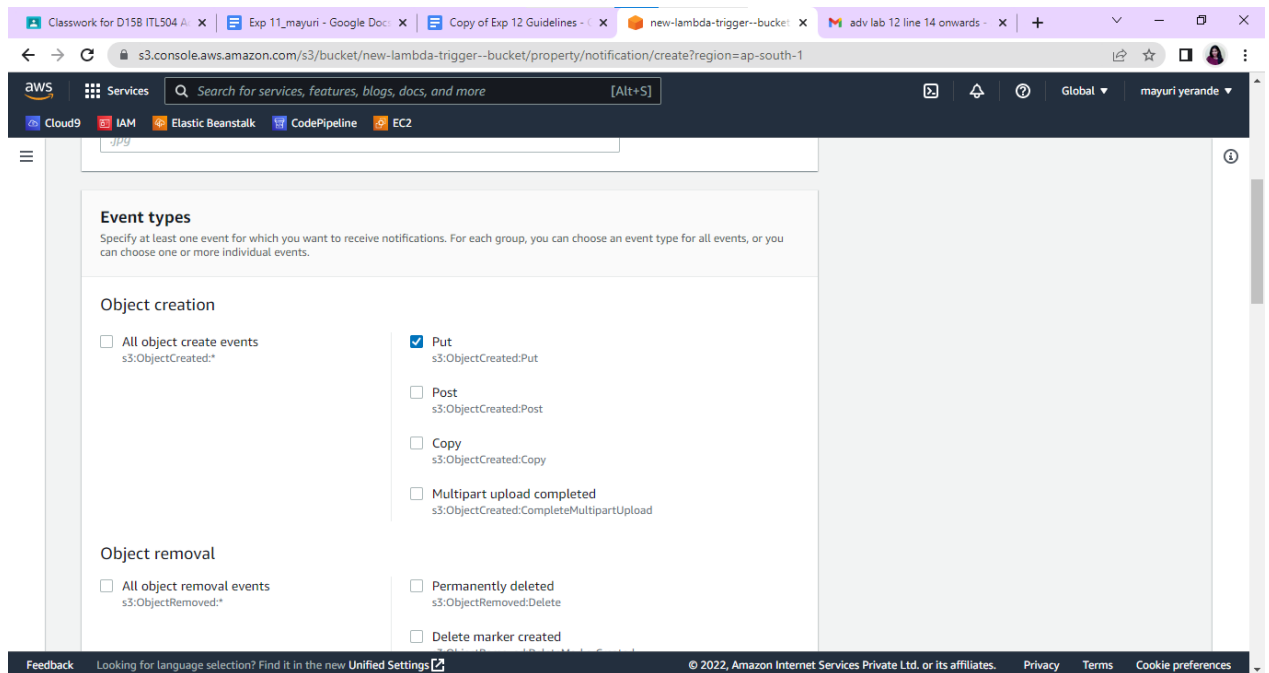 Classwork for D15B ITL504 A
Exp 11_mayuri - Google Doc
Copy of Exp 12 Guidelines -
new-lambda-trigger--bucket
adv lab 12 line 14 onwards -
s3.console.aws.amazon.com/s3/bucket/new-lambda-trigger--bucket/property/notification/create?region=ap-south-1
aws
Services
Search for services, features, blogs, docs, and more
[Alt+S]
Global
mayuri yerande
Cloud9
IAM
Elastic Beanstalk
CodePipeline
EC2
.jpg
Event types
Specify at least one event for which you want to receive notifications. For each group, you can choose an event type for all events, or you
can choose one or more individual events.
Object creation
All object create events
s3:ObjectCreated:*
Put
s3:ObjectCreated:Put
Post
s3:ObjectCreated:Post
Copy
s3:ObjectCreated:Copy
Multipart upload completed
s3:ObjectCreated:CompleteMultipartUpload
Object removal
All object removal events
s3:ObjectRemoved:*
Permanently deleted
s3:ObjectRemoved:Delete
Delete marker created
Feedback
Looking for language selection? Find it in the new Unified Settings
© 2022, Amazon Internet Services Private Ltd. or its affiliates.
Privacy
Terms
Cookie preferences